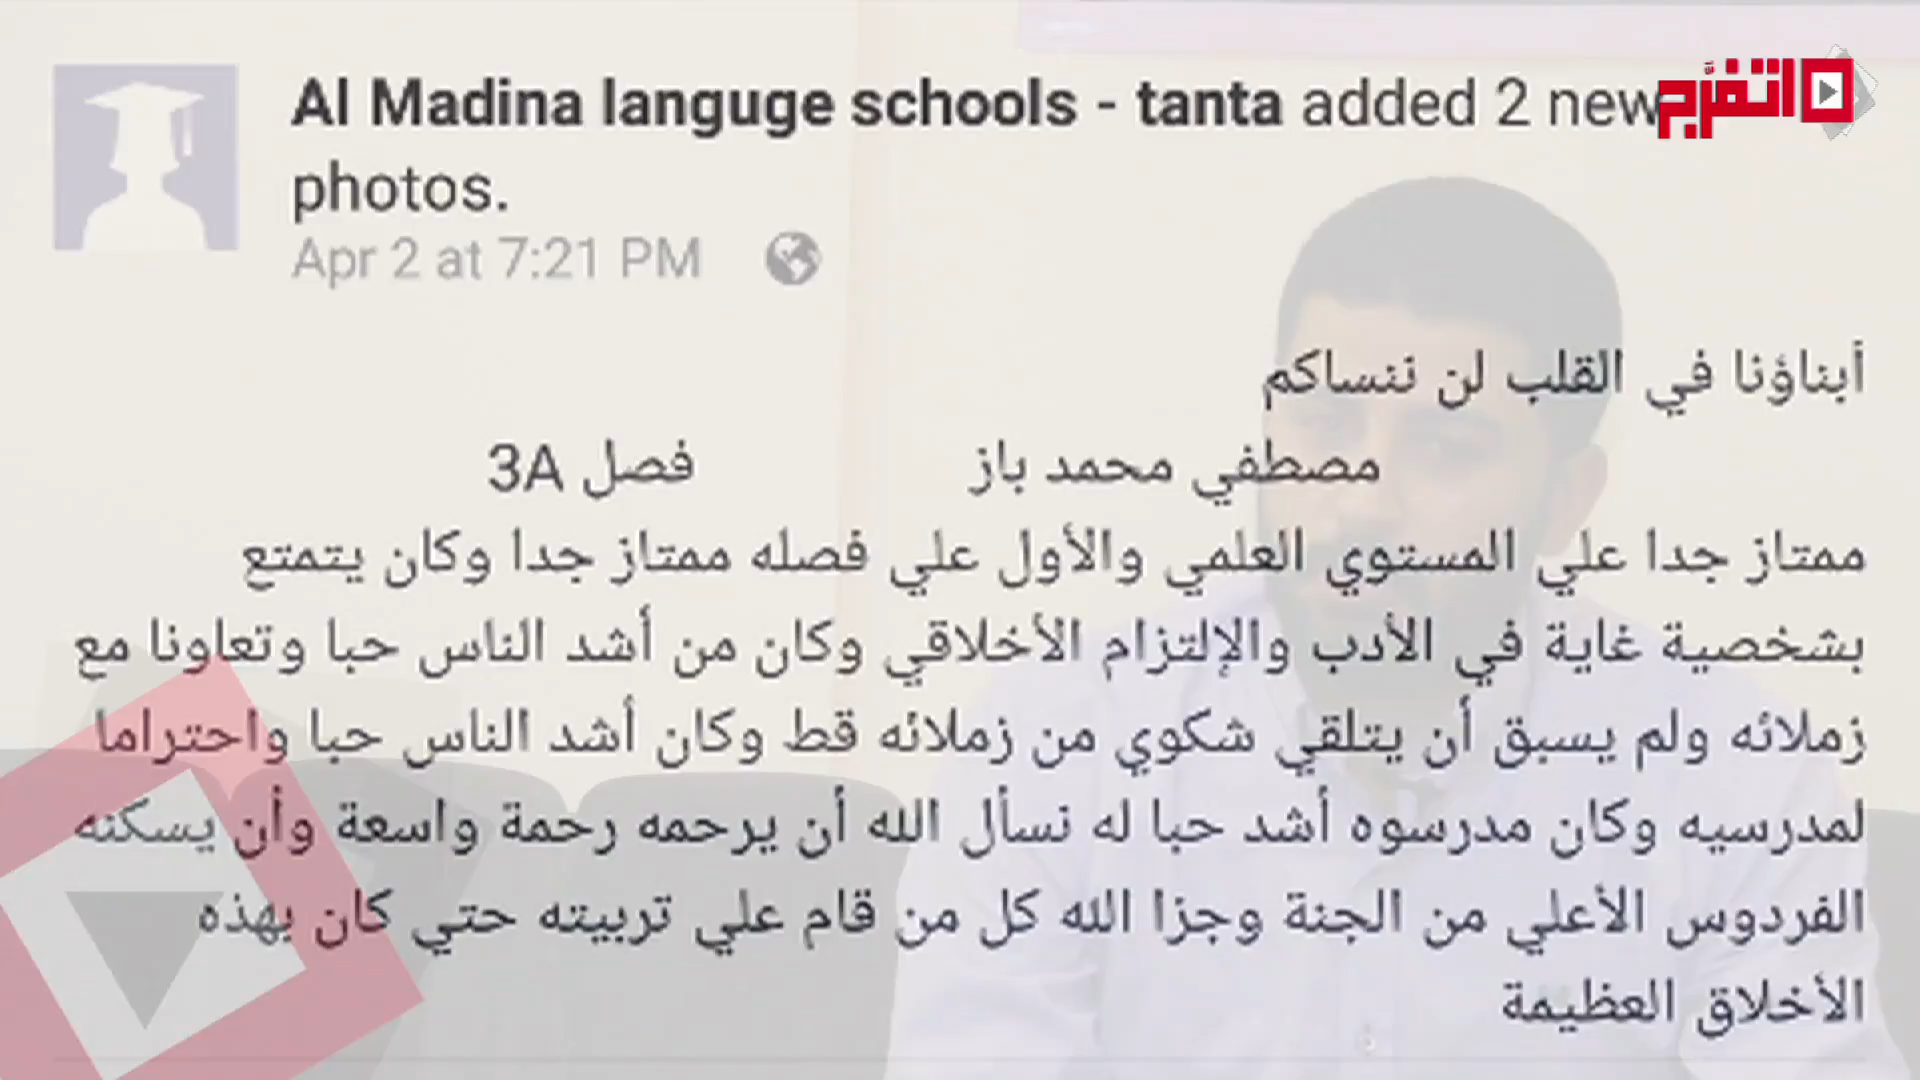 Al Madina languge schools - tanta added 2 new
photos.
Apr 2 at 7:21 PM
اتفرَّج
أبناؤنا في القلب لن ننساكم
مصطفي محمد باز فصل 3A
ممتاز جدا علي المستوي العلمي والأول علي فصله ممتاز جدا وكان يتمتع
بشخصية غاية في الأدب والإلتزام الأخلاقي وكان من أشد الناس حبا وتعاونا مع
زملائه ولم يسبق أن يتلقي شكوي من زملائه قط وكان أشد الناس حبا واحتراما
لمدرسيه وكان مدرسوه أشد حبا له نسأل الله أن يرحمه رحمة واسعة وأن يسكنه
الفردوس الأعلي من الجنة وجزا الله كل من قام علي تربيته حتي كان بهذه
الأخلاق العظيمة